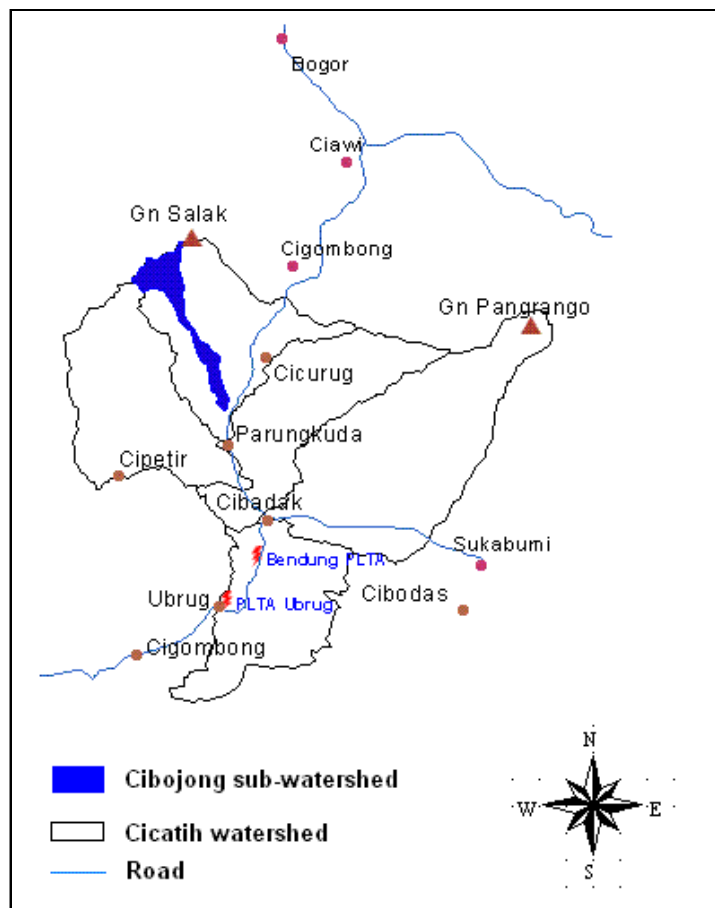 Bogor
Ciawi
Gn Salak
Cigombong
Gn Pangrango
Cicurug
Parungkuda
Cipetir
Cibadak
Sukabumi
Bendung PLTA
Cibodas
Ubrug
PLTA Ubrug
Cigombong
N
W
E
S
Cibojong sub-watershed
Cicatih watershed
Road